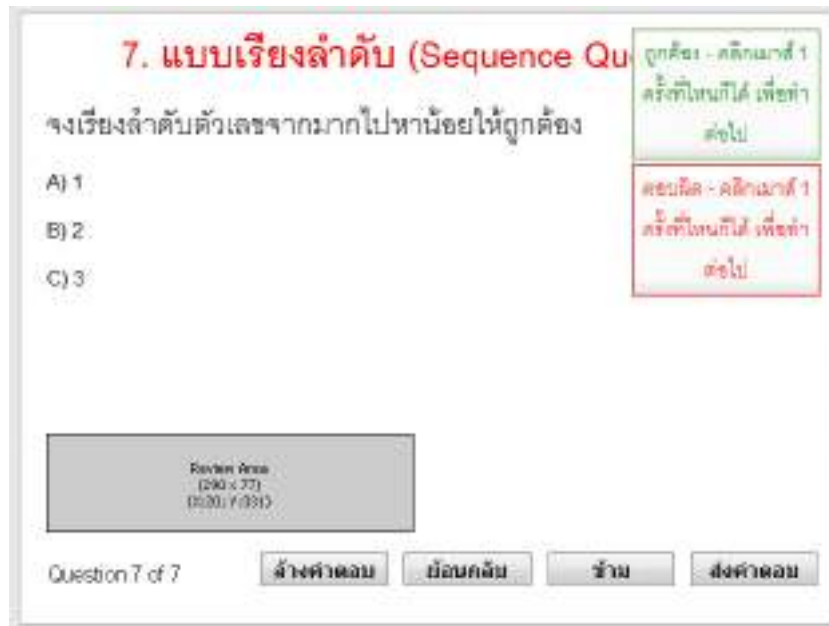 7. แบบเรียงลำดับ (Sequence Qu
ถูกต้อง - คลิกเมาส์ 1
ครั้งที่ไหนก็ได้ เพื่อทำ
ต่อไป
จงเรียงลำดับตัวเลขจากมากไปหาน้อยให้ถูกต้อง
ตอบผิด - คลิกเมาส์ 1
ครั้งที่ไหนก็ได้ เพื่อทำ
ต่อไป
A) 1
B) 2
C) 3
Review Area
Question 7 of 7
ล้างคำตอบ
ย้อนกลับ
ข้าม
ส่งคำตอบ